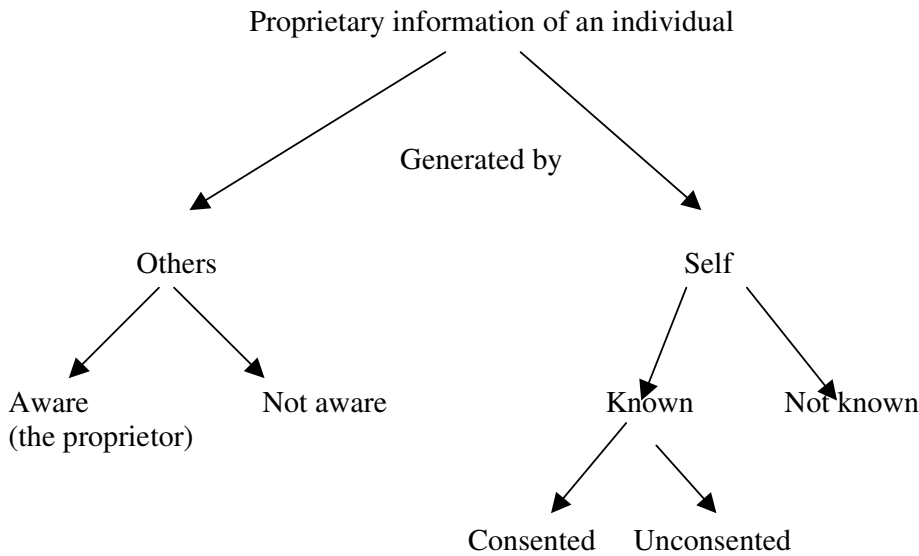 Proprietary information of an individual
Generated by
Others
Self
Aware
(the proprietor)
Not aware
Known
Not known
Consented
Unconsented